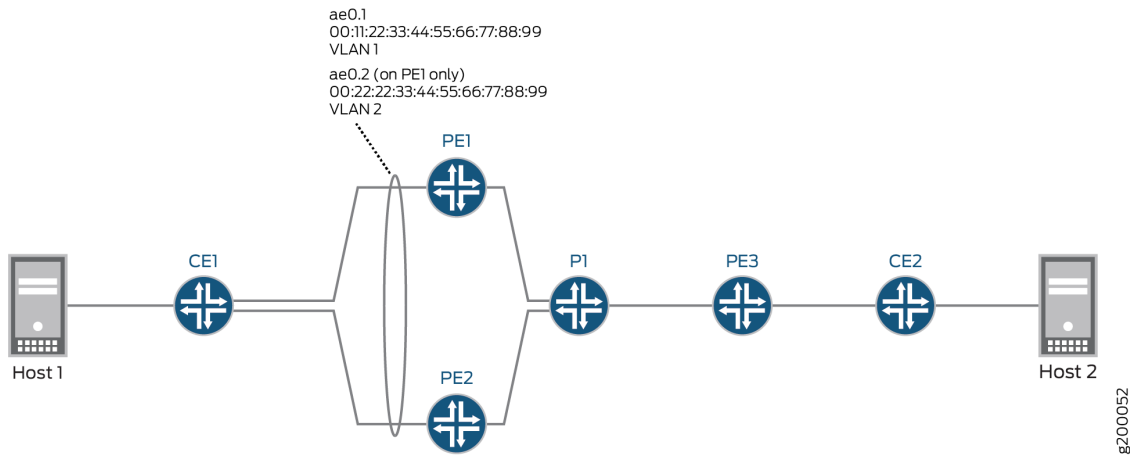 ae0.1
00:11:22:33:44:55:66:77:88:99
VLAN 1
ae0.2 (on PE1 only)
00:22:22:33:44:55:66:77:88:99
VLAN 2
PE1
CE1
P1
PE3
CE2
Host 1
PE2
Host 2
g200052